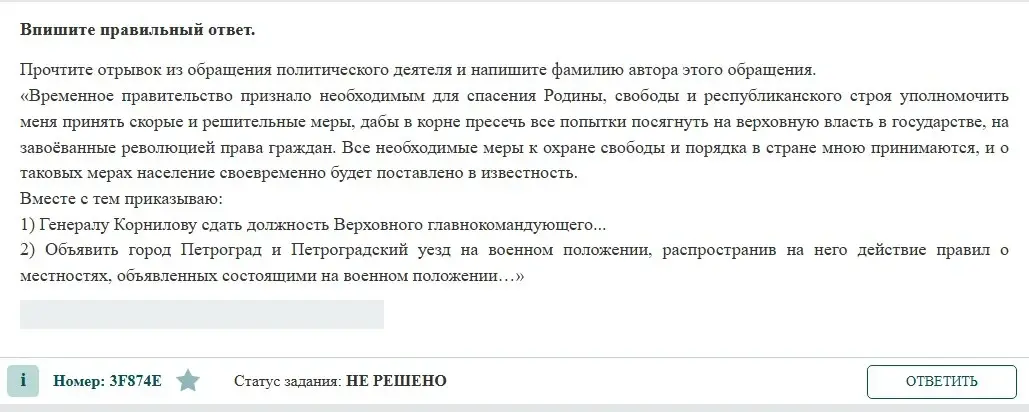 Впишите правильный ответ.
Прочтите отрывок из обращения политического деятеля и напишите фамилию автора этого обращения.
«Временное правительство признало необходимым для спасения Родины, свободы и республиканского строя уполномочить
меня принять скорые и решительные меры, дабы в корне пресечь все попытки посягнуть на верховную власть в государстве, на
завоёванные революцией права граждан. Все необходимые меры к охране свободы и порядка в стране мною принимаются, и о
таковых мерах население своевременно будет поставлено в известность.
Вместе с тем приказываю:
1) Генералу Корнилову сдать должность Верховного главнокомандующего...
2) Объявить город Петроград и Петроградский уезд на военном положении, распространив на него действие правил о
местностях, объявленных состоящими на военном положении…»
i Номер: 3F874E Статус задания: НЕ РЕШЕНО ОТВЕТИТЬ